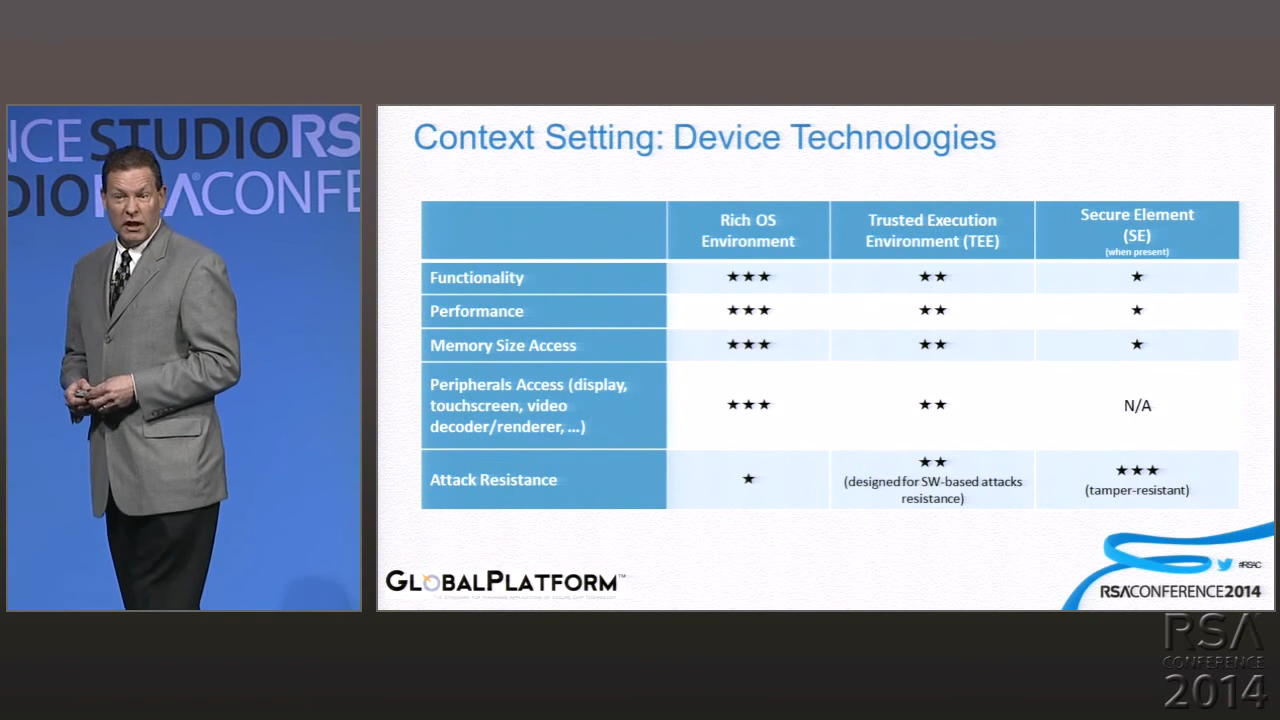 NCE STUDIO RS
DIO RSA® CONFE
Context Setting: Device Technologies
Rich OS
Environment
Trusted Execution
Environment (TEE)
Secure Element
(SE)
(when present)
Functionality ★★★ ★★ ★
Performance ★★★ ★★ ★
Memory Size Access ★★★ ★★ ★
Peripherals Access (display,
touchscreen, video
decoder/renderer, ...)
★★★ ★★ N/A
Attack Resistance
★
★★
(designed for SW-based attacks
resistance)
★★★
(tamper-resistant)
GLOBALPLATFORM™
#RSAC
RSACONFERENCE2014
RSA
CONFERENCE
2014